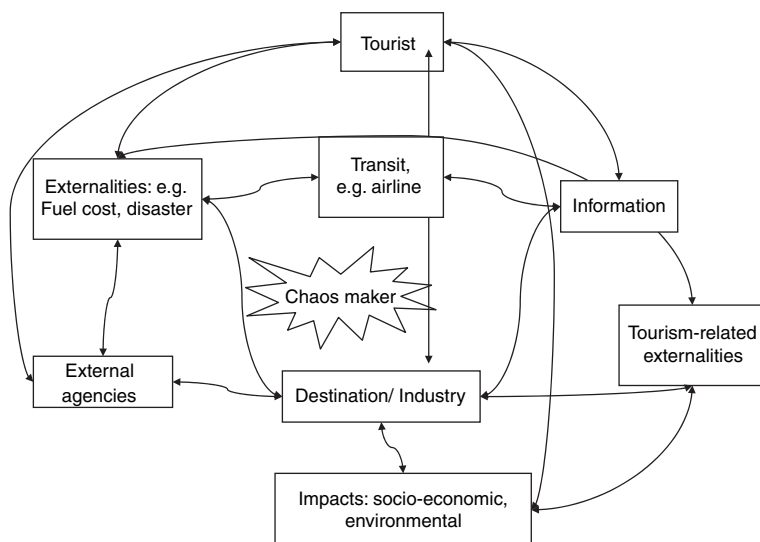 Tourist
Transit,
e.g. airline
Externalities: e.g.
Fuel cost, disaster
Information
Chaos maker
Tourism-related
externalities
External
agencies
Destination/ Industry
Impacts: socio-economic,
environmental